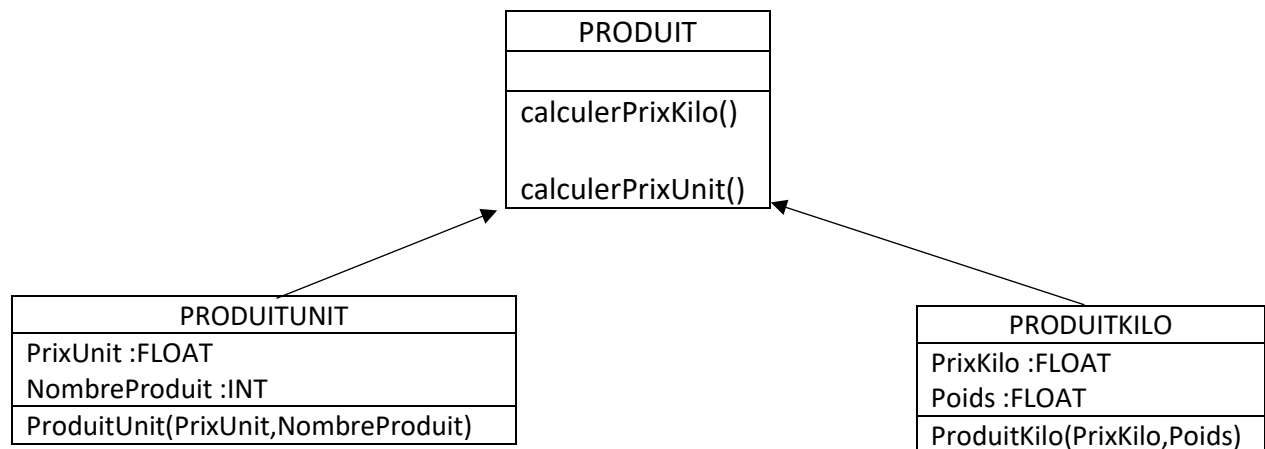 PRODUIT
calculerPrixKilo()
calculerPrixUnit()
PRODUITUNIT
PrixUnit :FLOAT
NombreProduit :INT
ProduitUnit(PrixUnit,NombreProduit)
PRODUITKILO
PrixKilo :FLOAT
Poids :FLOAT
ProduitKilo(PrixKilo,Poids)